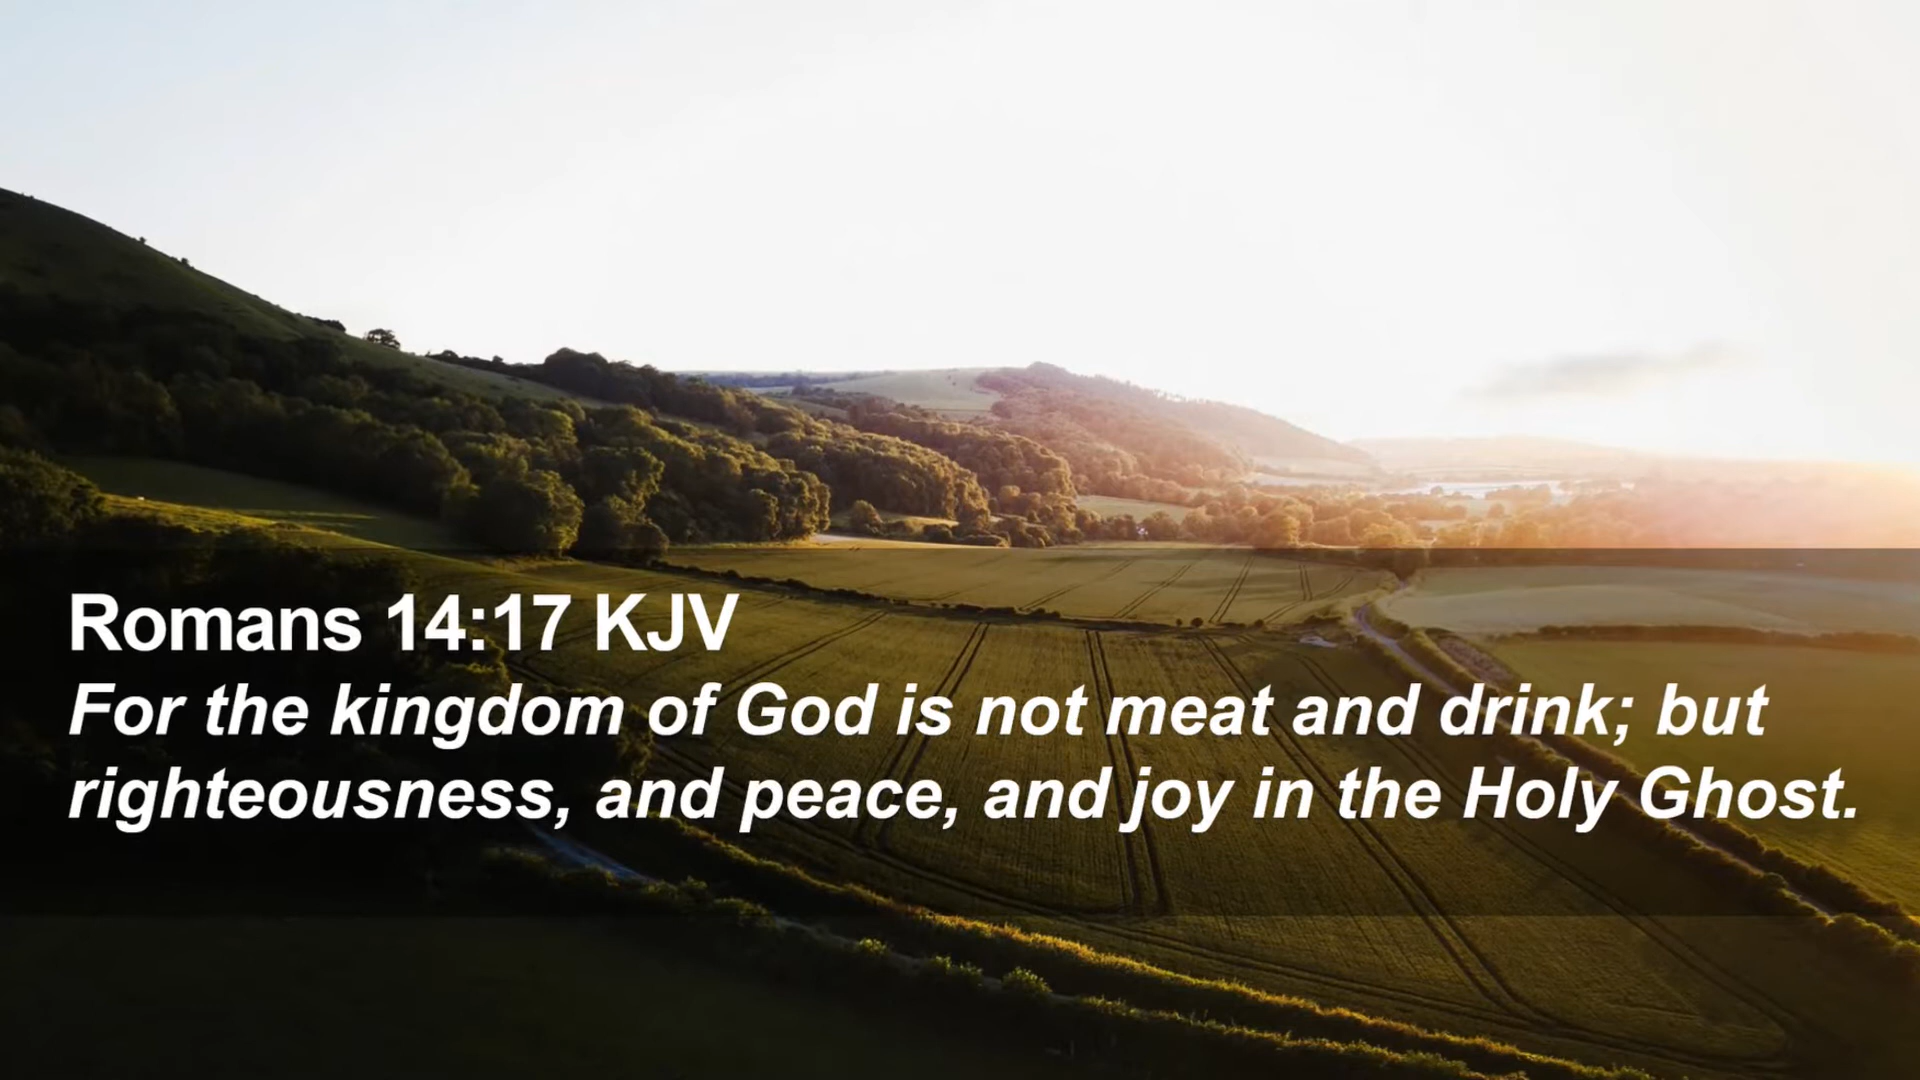 Romans 14:17 KJV
For the kingdom of God is not meat and drink; but
righteousness, and peace, and joy in the Holy Ghost.